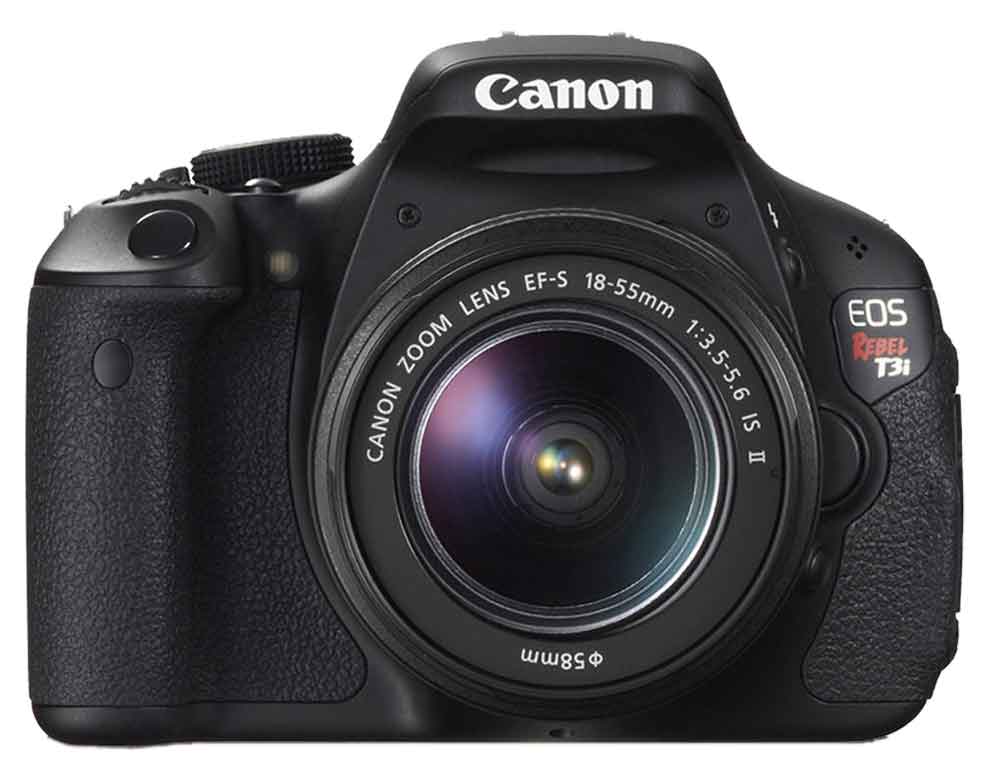 Canon
EOS
REBEL
T3i
CANON ZOOM LENS EF-S 18-55mm 1:3.5-5.6 IS II
φ58mm